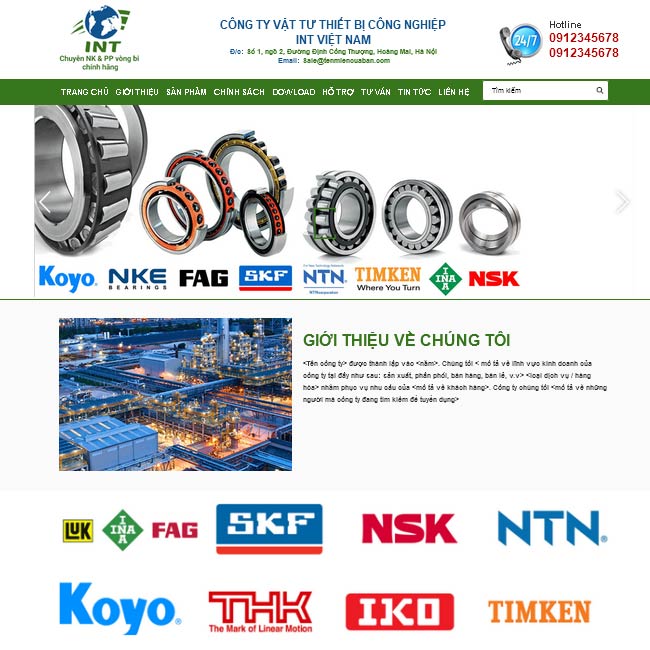 INT
Chuyên NK & PP vòng bi
chính hãng
CÔNG TY VẬT TƯ THIẾT BỊ CÔNG NGHIỆP
INT VIỆT NAM
Đ/c: Số 1, ngõ 2, Đường Định Công Thượng, Hoàng Mai, Hà Nội
Email: Sale@tenmiencuaban.com
24/7
Hotline
0912345678
0912345678
TRANG CHỦ GIỚI THIỆU SẢN PHẨM CHÍNH SÁCH DOWLOAD HỖ TRỢ TƯ VẤN TIN TỨC LIÊN HỆ
Tìm kiếm
Koyo NKE BEARINGS FAG SKF NTN TIMKEN Where You Turn INA NSK
GIỚI THIỆU VỀ CHÚNG TÔI
<Tên công ty> được thành lập vào <năm>. Chúng tôi < mô tả về lĩnh vực kinh doanh của
công ty tại đây như sau: sản xuất, phân phối, bán hàng, bán lẻ, v.v> <loại dịch vụ / hàng
hóa> nhằm phục vụ nhu cầu của <mô tả về khách hàng>. Công ty chúng tôi <mô tả về những
người mà công ty đang tìm kiếm để tuyển dụng>
LUK INA FAG SKF NSK NTN
Koyo THK IKO TIMKEN
The Mark of Linear Motion